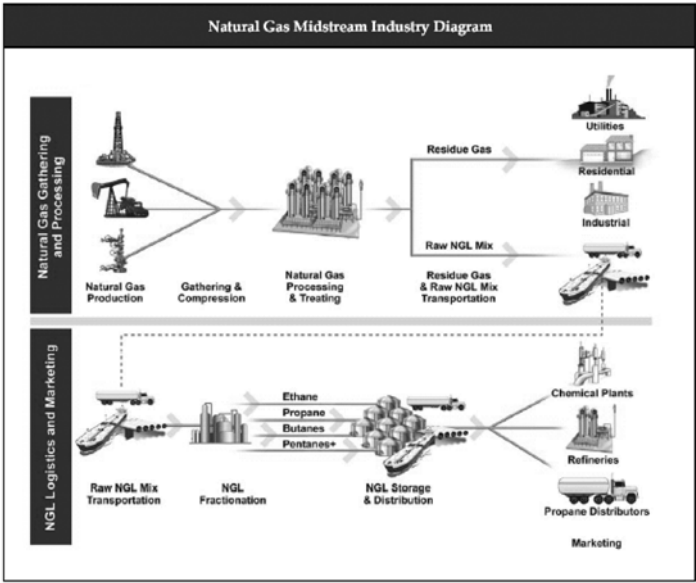 Natural Gas Midstream Industry Diagram
Natural Gas Gathering
and Processing
Utilities
Residue Gas
Residential
Industrial
Raw NGL Mix
Natural Gas
Production
Gathering &
Compression
Natural Gas
Processing
& Treating
Residue Gas
& Raw NGL Mix
Transportation
NGL Logistics and Marketing
Ethane
Propane
Butanes
Pentanes+
Chemical Plants
Refineries
Propane Distributors
Raw NGL Mix
Transportation
NGL
Fractionation
NGL Storage
& Distribution
Marketing